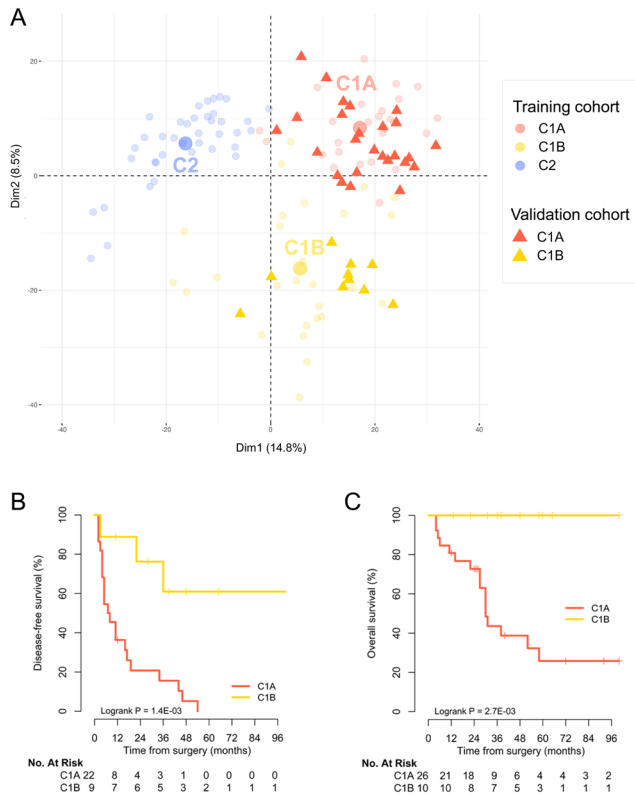 A
20
0
-20
-40
Dim2 (8.5%)
-40
-20
0
20
40
Dim1 (14.8%)
C1A
C2
C1B
Training cohort
C1A
C1B
C2
Validation cohort
C1A
C1B
B
100
80
60
40
20
0
Disease-free survival (%)
C1A
C1B
Logrank P = 1.4E-03
0 12 24 36 48 60 72 84 96
Time from surgery (months)
No. At Risk
C1A 22 8 4 3 1 0 0 0 0
C1B 9 7 6 5 3 2 1 1 1
C
100
80
60
40
20
0
Overall survival (%)
C1A
C1B
Logrank P = 2.7E-03
0 12 24 36 48 60 72 84 96
Time from surgery (months)
No. At Risk
C1A 26 21 18 9 6 4 4 3 2
C1B 10 10 8 7 5 3 1 1 1